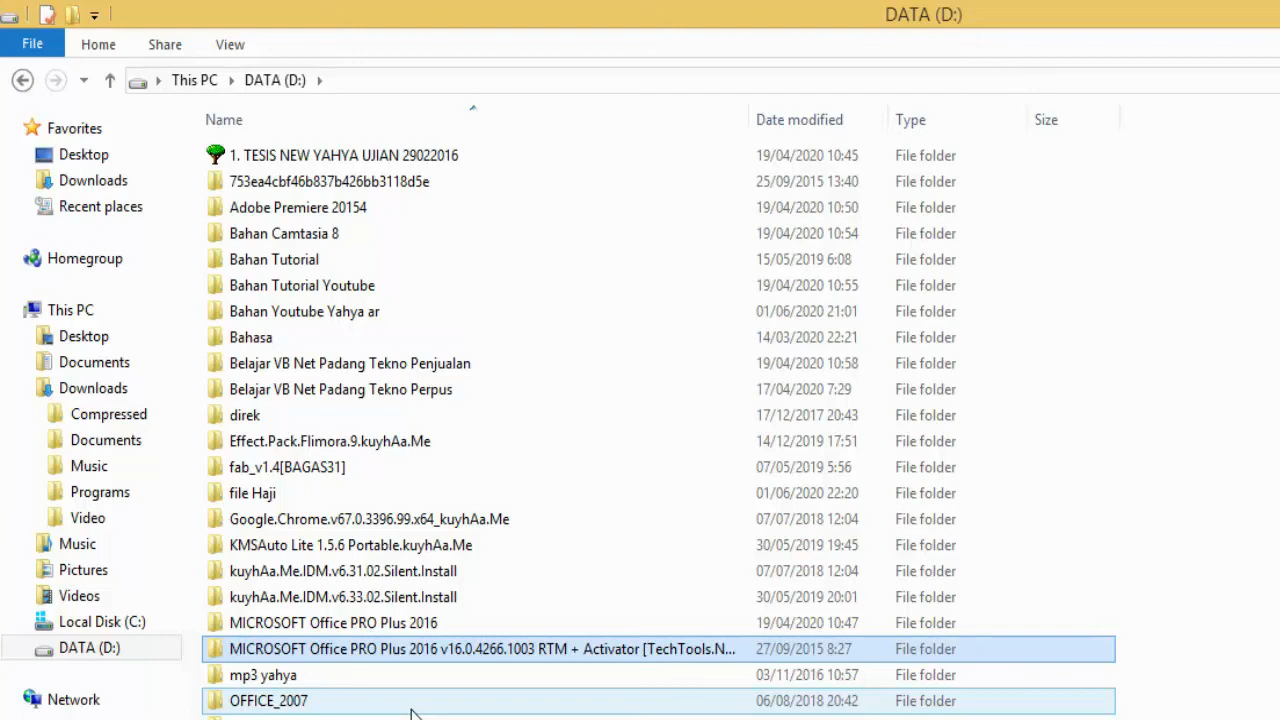 DATA (D:)
File Home Share View
This PC DATA (D:)
Name Date modified Type Size
Favorites
Desktop
Downloads
Recent places
Homegroup
This PC
Desktop
Documents
Downloads
Compressed
Documents
Music
Programs
Video
Music
Pictures
Videos
Local Disk (C:)
DATA (D:)
Network
1. TESIS NEW YAHYA UJIAN 29022016 19/04/2020 10:45 File folder
753ea4cbf46b837b426bb3118d5e 25/09/2015 13:40 File folder
Adobe Premiere 20154 19/04/2020 10:50 File folder
Bahan Camtasia 8 19/04/2020 10:54 File folder
Bahan Tutorial 15/05/2019 6:08 File folder
Bahan Tutorial Youtube 19/04/2020 10:55 File folder
Bahan Youtube Yahya ar 01/06/2020 21:01 File folder
Bahasa 14/03/2020 22:21 File folder
Belajar VB Net Padang Tekno Penjualan 19/04/2020 10:58 File folder
Belajar VB Net Padang Tekno Perpus 17/04/2020 7:29 File folder
direk 17/12/2017 20:43 File folder
Effect.Pack.Flimora.9.kuyhAa.Me 14/12/2019 17:51 File folder
fab_v1.4[BAGAS31] 07/05/2019 5:56 File folder
file Haji 01/06/2020 22:20 File folder
Google.Chrome.v67.0.3396.99.x64_kuyhAa.Me 07/07/2018 12:04 File folder
KMSAuto Lite 1.5.6 Portable.kuyhAa.Me 30/05/2019 19:45 File folder
kuyhAa.Me.IDM.v6.31.02.Silent.Install 07/07/2018 12:04 File folder
kuyhAa.Me.IDM.v6.33.02.Silent.Install 30/05/2019 20:01 File folder
MICROSOFT Office PRO Plus 2016 19/04/2020 10:47 File folder
MICROSOFT Office PRO Plus 2016 v16.0.4266.1003 RTM + Activator [TechTools.N... 27/09/2015 8:27 File folder
mp3 yahya 03/11/2016 10:57 File folder
OFFICE_2007 06/08/2018 20:42 File folder